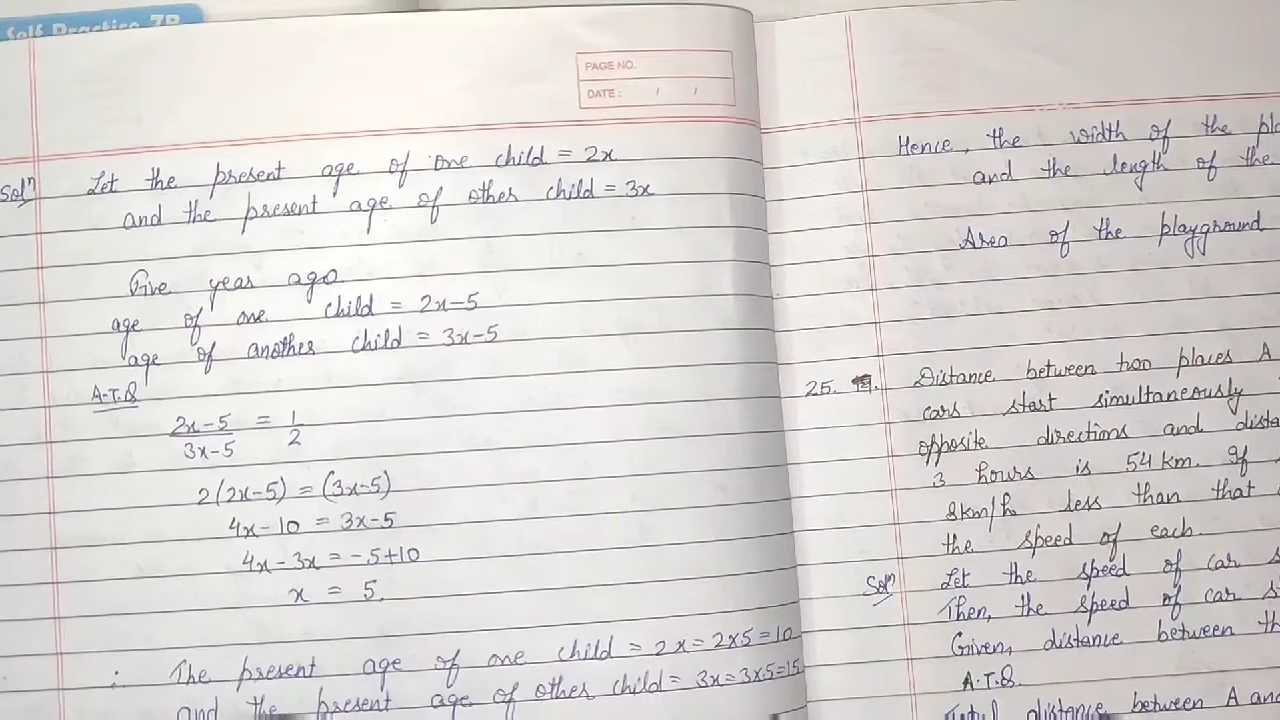 Self Practice 7B
PAGE NO.
DATE: / /
Solⁿ Let the present age of one child = 2x
and the present age of other child = 3x
Five year ago
age of one child = 2x-5
age of another child = 3x-5
A.T.Q
2x-5 / 3x-5 = 1/2
2(2x-5) = (3x-5)
4x-10 = 3x-5
4x-3x = -5+10
x = 5.
∴ The present age of one child = 2x = 2x5 = 10
and the present age of other child = 3x = 3x5 = 15
Hence, the width of the
and the length of the
Area of the playground
25. Distance between two places A
cars start simultaneously
opposite directions and
3 hours is 54 km. If
8km/h less than that
the speed of each.
Solⁿ Let the speed of car
Then, the speed of car
Given, distance between
A.T.Q.
Total distance between A and